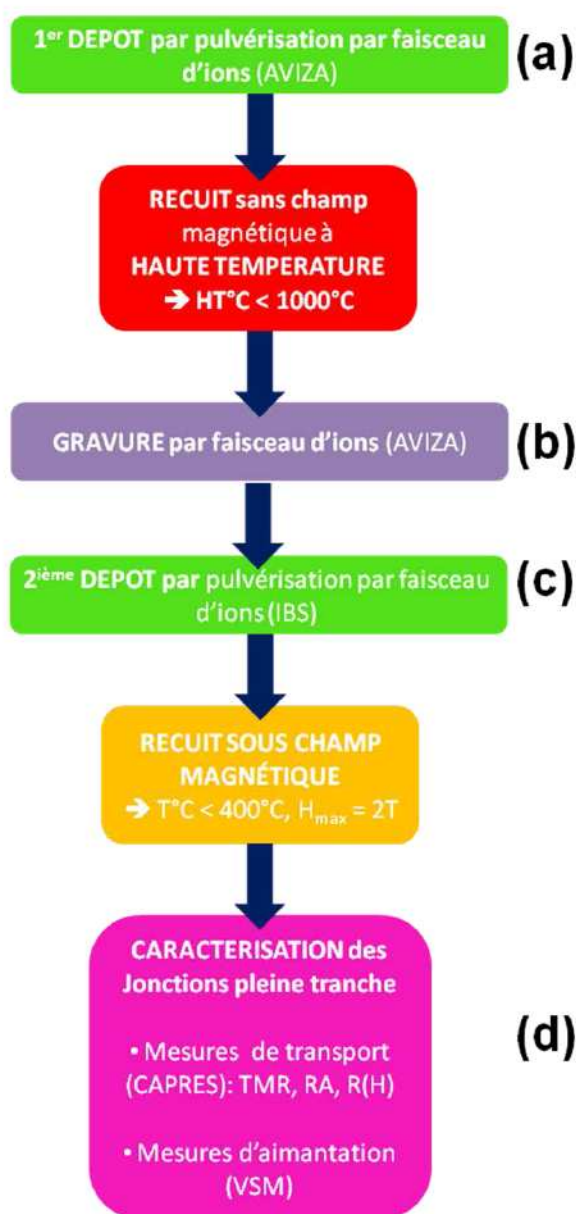 1er DEPOT par pulvérisation par faisceau
d'ions (AVIZA)
(a)
RECUIT sans champ
magnétique à
HAUTE TEMPERATURE
➔ HT°C < 1000°C
GRAVURE par faisceau d'ions (AVIZA)
(b)
2ième DEPOT par pulvérisation par faisceau
d'ions (IBS)
(c)
RECUIT SOUS CHAMP
MAGNÉTIQUE
➔ T°C < 400°C, Hmax = 2T
CARACTERISATION des
Jonctions pleine tranche
• Mesures de transport
(CAPRES): TMR, RA, R(H)
(d)
• Mesures d'aimantation
(VSM)